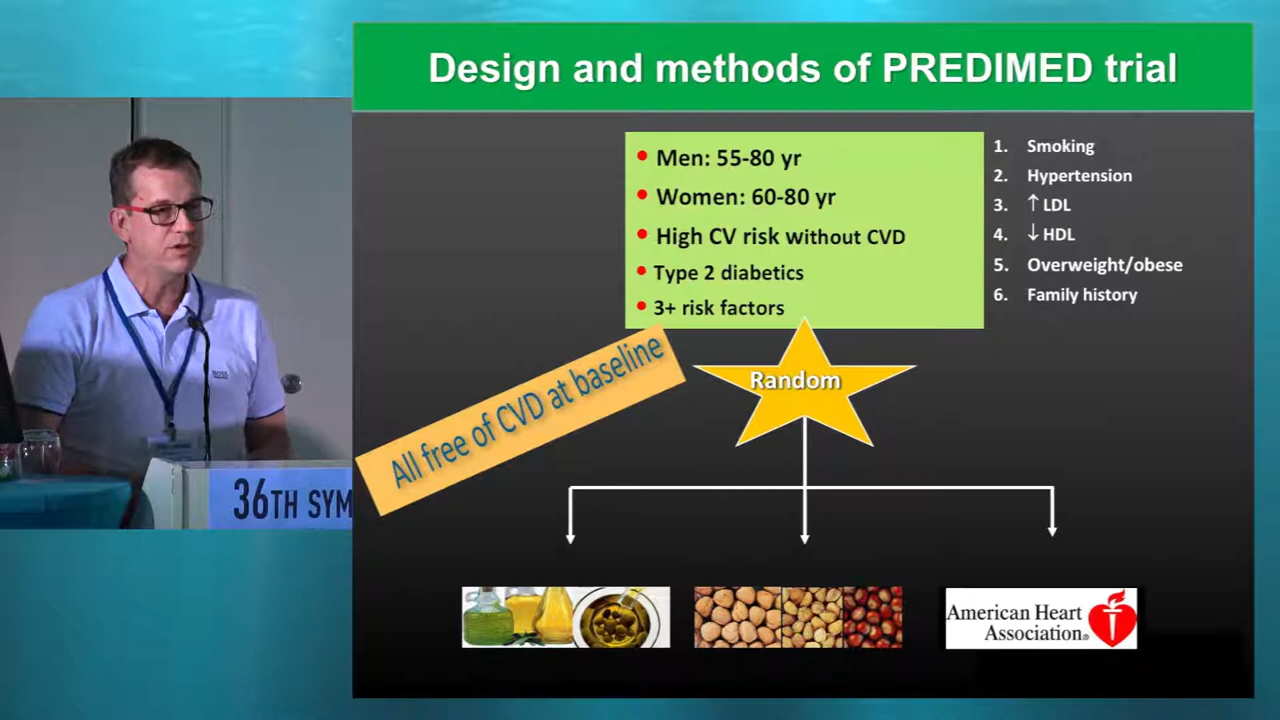 Design and methods of PREDIMED trial
• Men: 55-80 yr
• Women: 60-80 yr
• High CV risk without CVD
• Type 2 diabetics
• 3+ risk factors
1. Smoking
2. Hypertension
3. ↑ LDL
4. ↓ HDL
5. Overweight/obese
6. Family history
All free of CVD at baseline
Random
American Heart
Association®
BOSS
36TH SYM